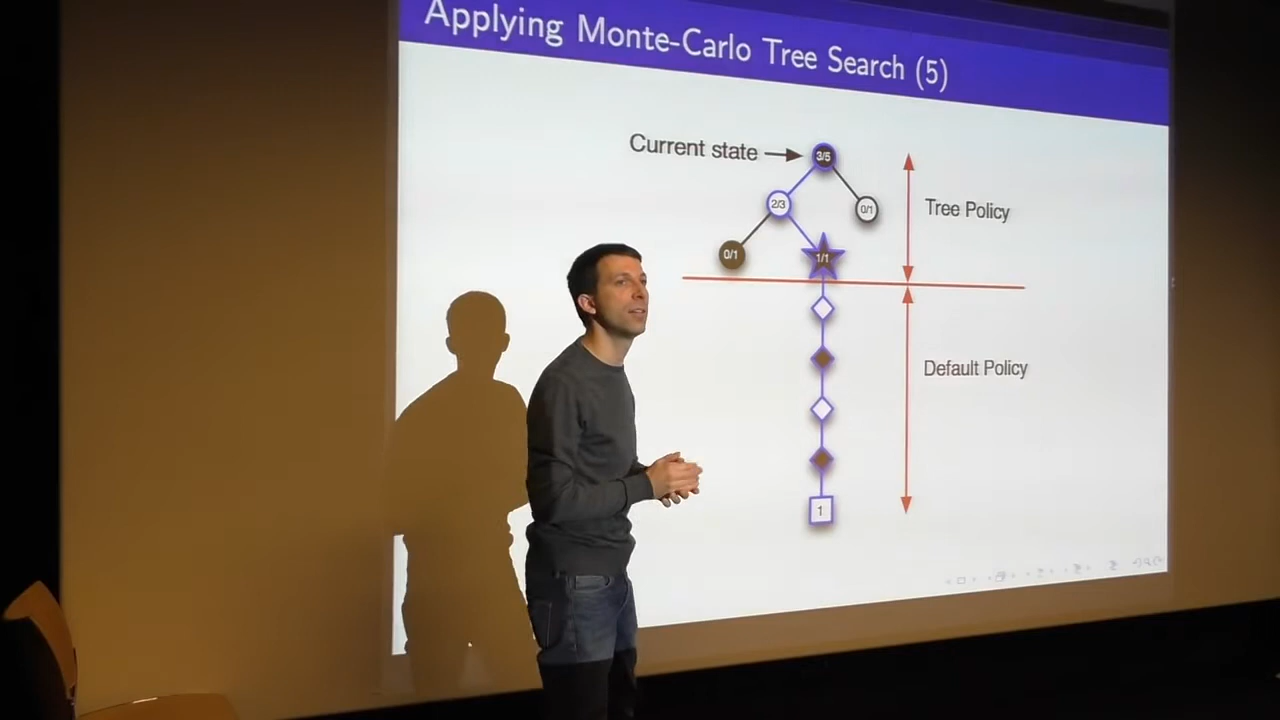 Applying Monte-Carlo Tree Search (5)
Current state
3/5
2/3
0/1
Tree Policy
0/1
1/1
Default Policy
1